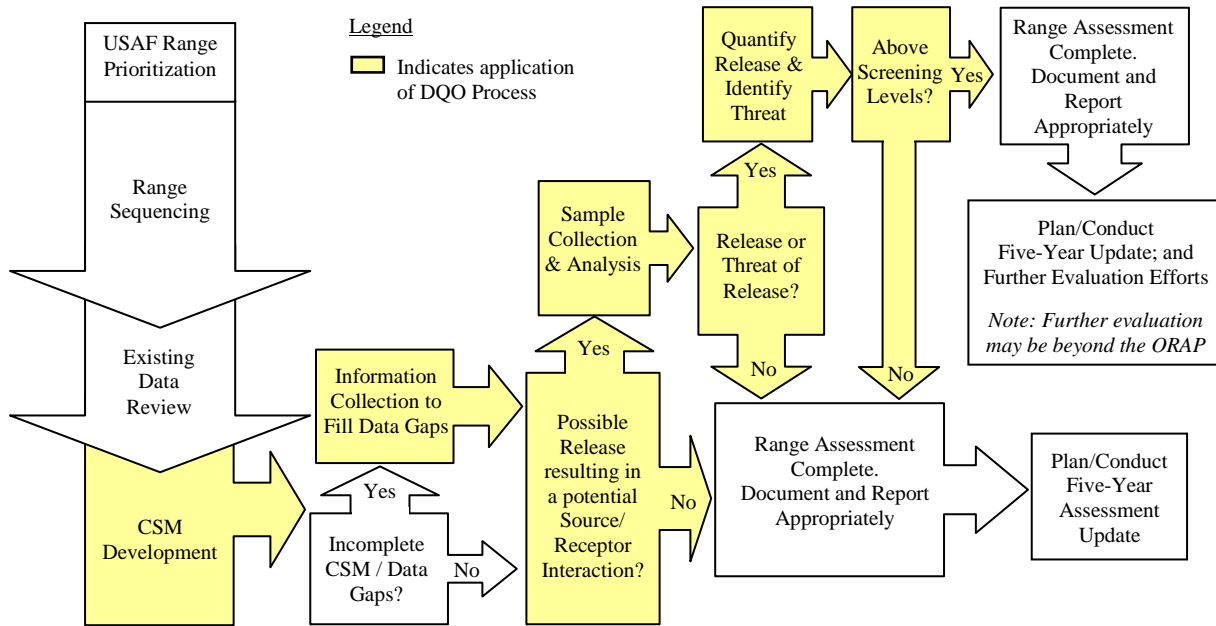 USAF Range
Prioritization
Range
Sequencing
Existing
Data
Review
CSM
Development
Legend
Indicates application
of DQO Process
Information
Collection to
Fill Data Gaps
Yes
Incomplete
CSM / Data
Gaps?
No
Sample
Collection
& Analysis
Yes
Possible
Release
resulting in
a potential
Source/
Receptor
Interaction?
No
Quantify
Release &
Identify
Threat
Yes
Release or
Threat of
Release?
No
Above
Screening
Levels?
Yes
No
Range Assessment
Complete.
Document and
Report
Appropriately
Plan/Conduct
Five-Year Update; and
Further Evaluation Efforts
Note: Further evaluation
may be beyond the ORAP
Range Assessment
Complete.
Document and Report
Appropriately
Plan/Conduct
Five-Year
Assessment
Update